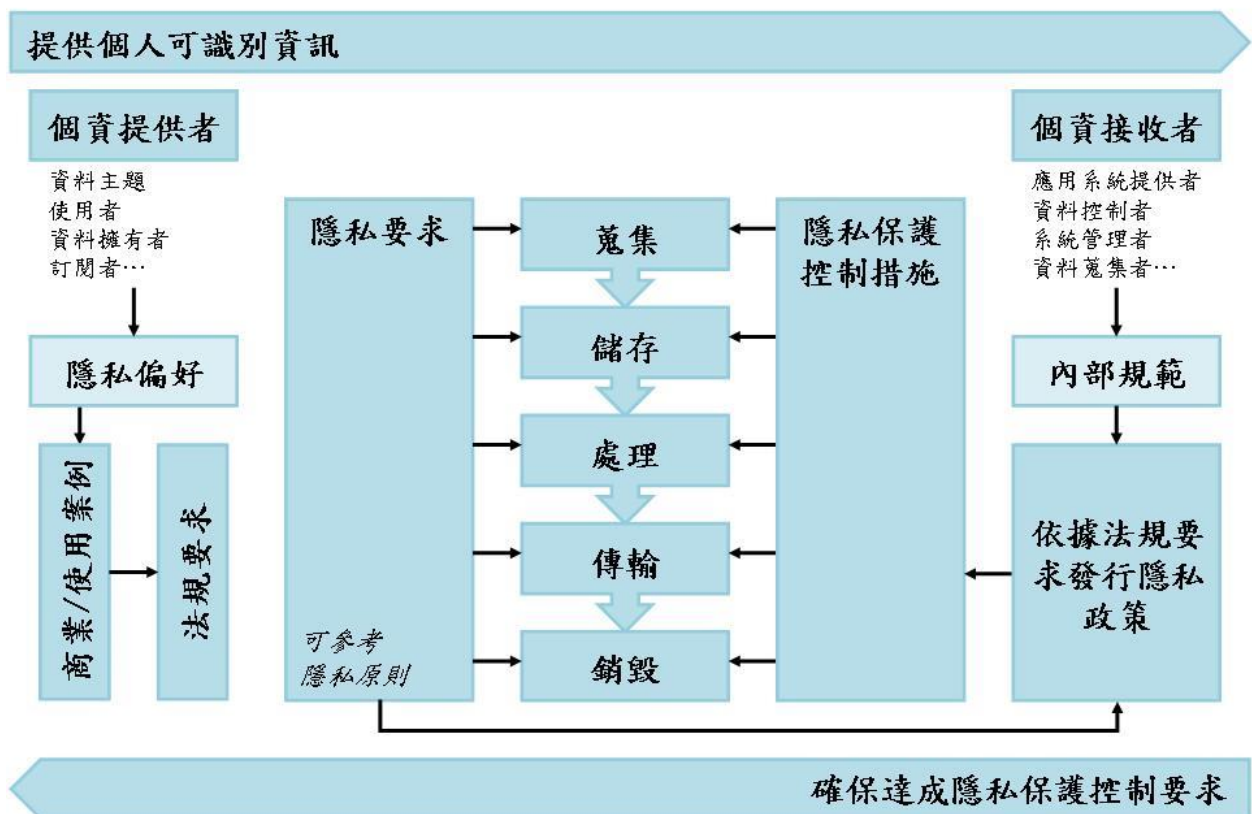 提供個人可識別資訊
個資提供者
資料主題
使用者
資料擁有者
訂閱者…
隱私偏好
商業/使用案例
法規要求
隱私要求
可參考
隱私原則
蒐集
儲存
處理
傳輸
銷毀
隱私保護
控制措施
個資接收者
應用系統提供者
資料控制者
系統管理者
資料蒐集者…
內部規範
依據法規要
求發行隱私
政策
確保達成隱私保護控制要求